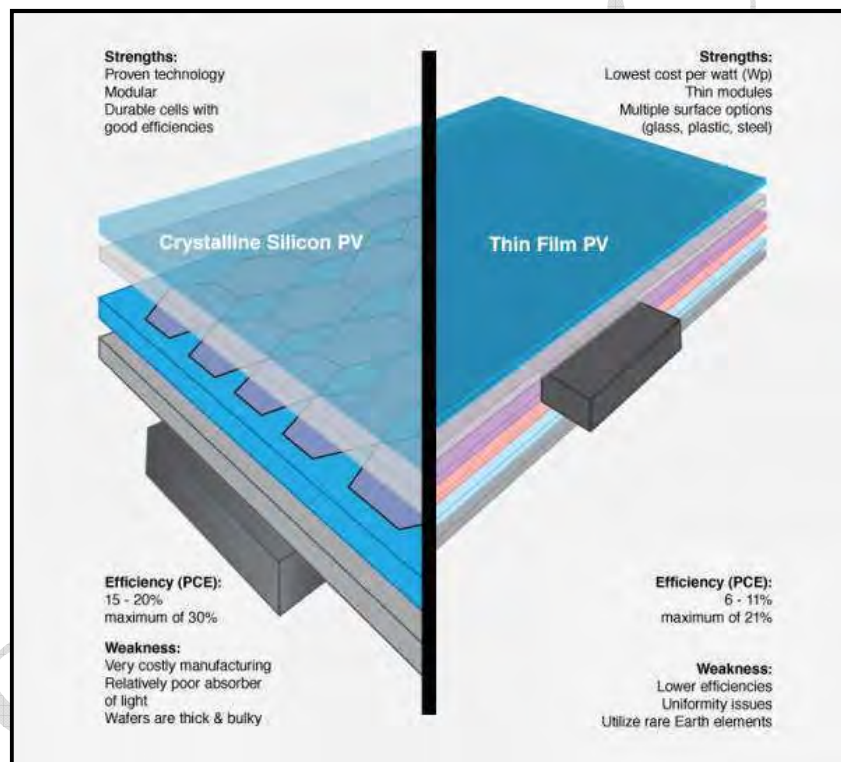 Strengths:
Proven technology
Modular
Durable cells with
good efficiencies
Strengths:
Lowest cost per watt (Wp)
Thin modules
Multiple surface options
(glass, plastic, steel)
Crystalline Silicon PV
Thin Film PV
Efficiency (PCE):
15 - 20%
maximum of 30%
Weakness:
Very costly manufacturing
Relatively poor absorber
of light
Wafers are thick & bulky
Efficiency (PCE):
6 - 11%
maximum of 21%
Weakness:
Lower efficiencies
Uniformity issues
Utilize rare Earth elements